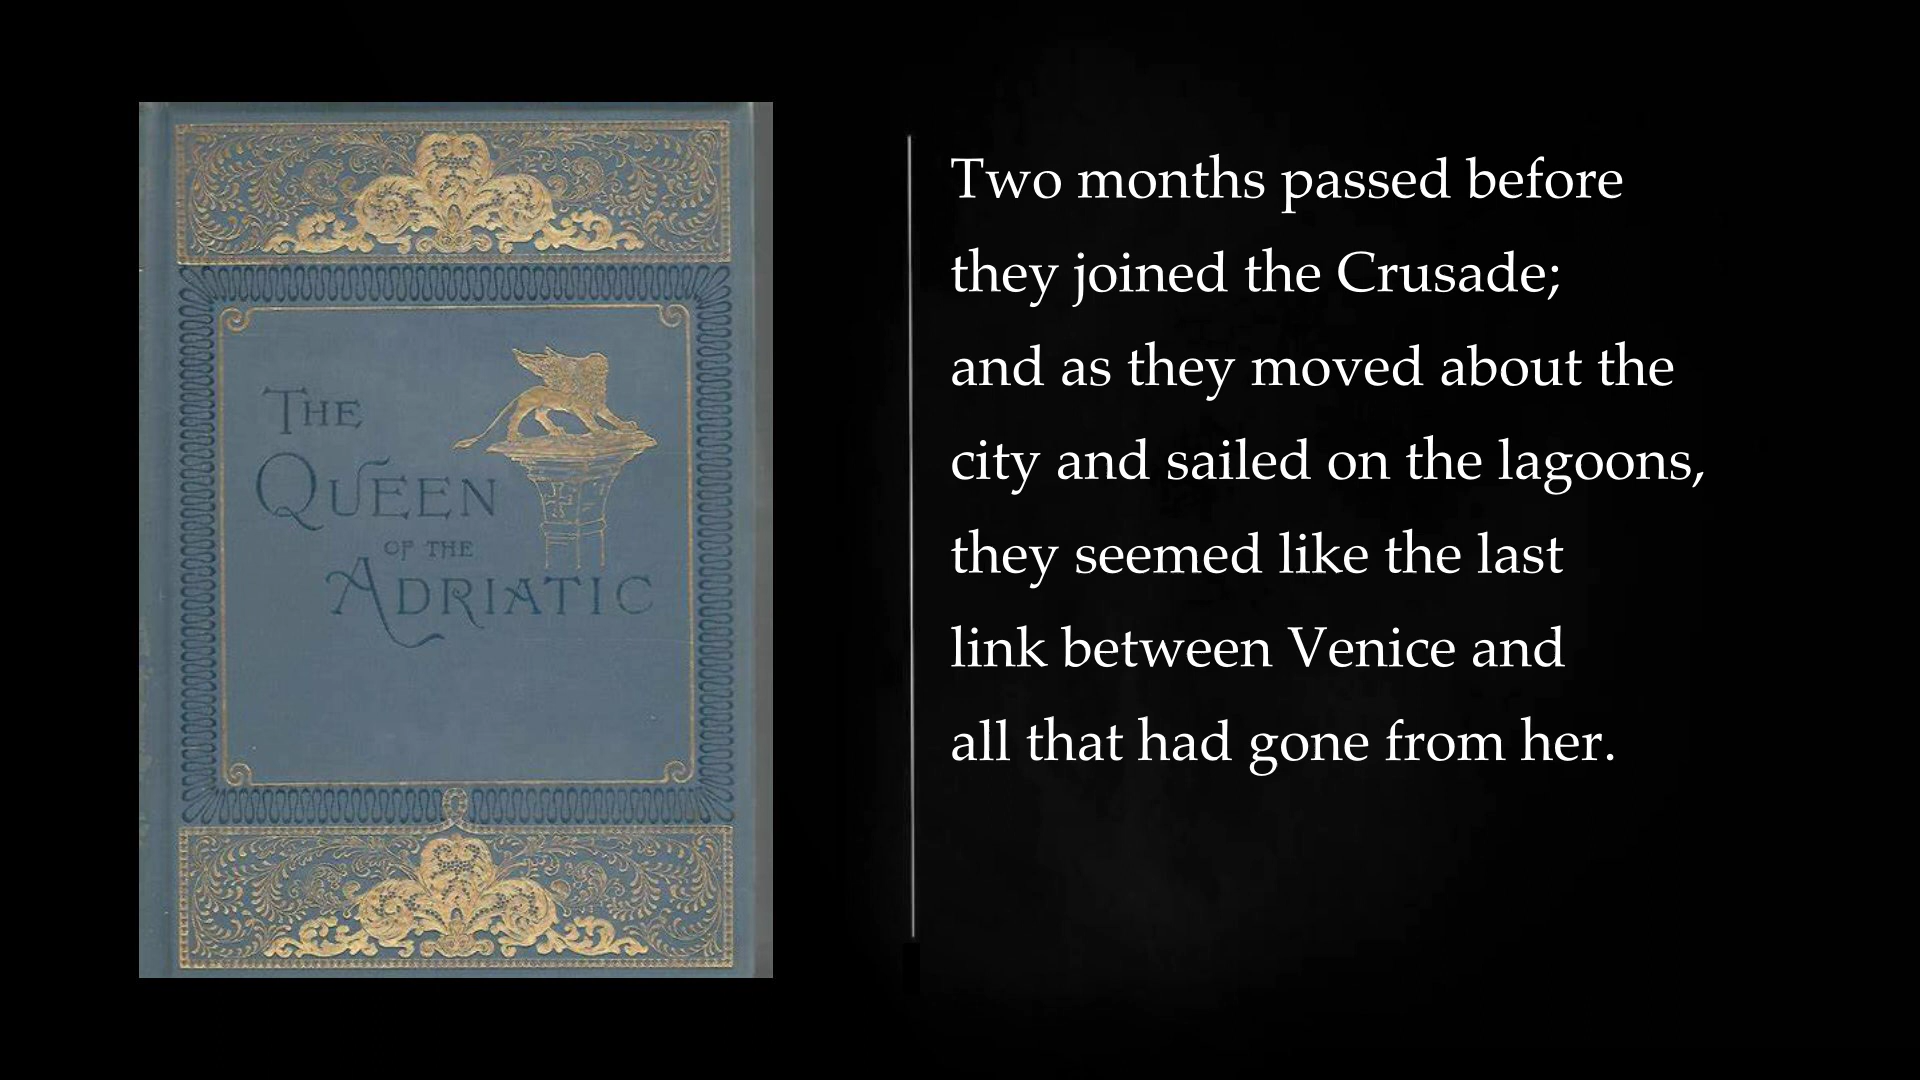 THE
QUEEN
OF THE
ADRIATIC
Two months passed before
they joined the Crusade;
and as they moved about the
city and sailed on the lagoons,
they seemed like the last
link between Venice and
all that had gone from her.